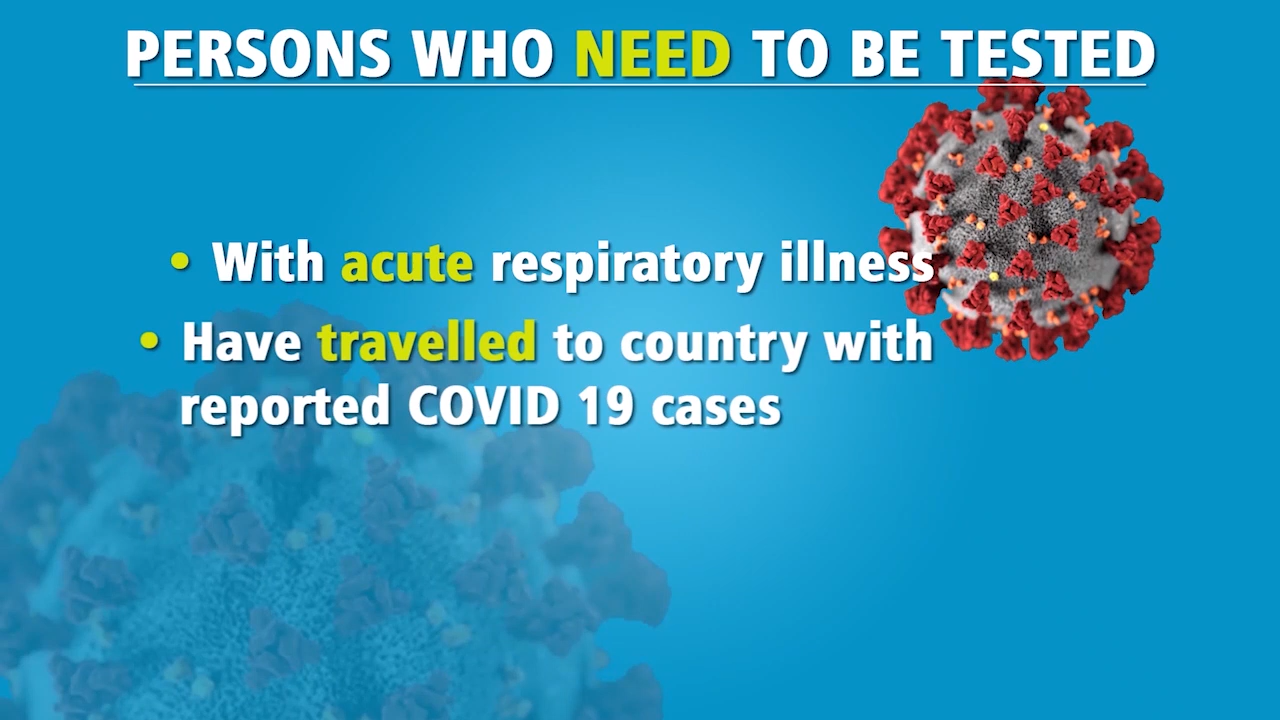 PERSONS WHO NEED TO BE TESTED
• With acute respiratory illness
• Have travelled to country with
reported COVID 19 cases